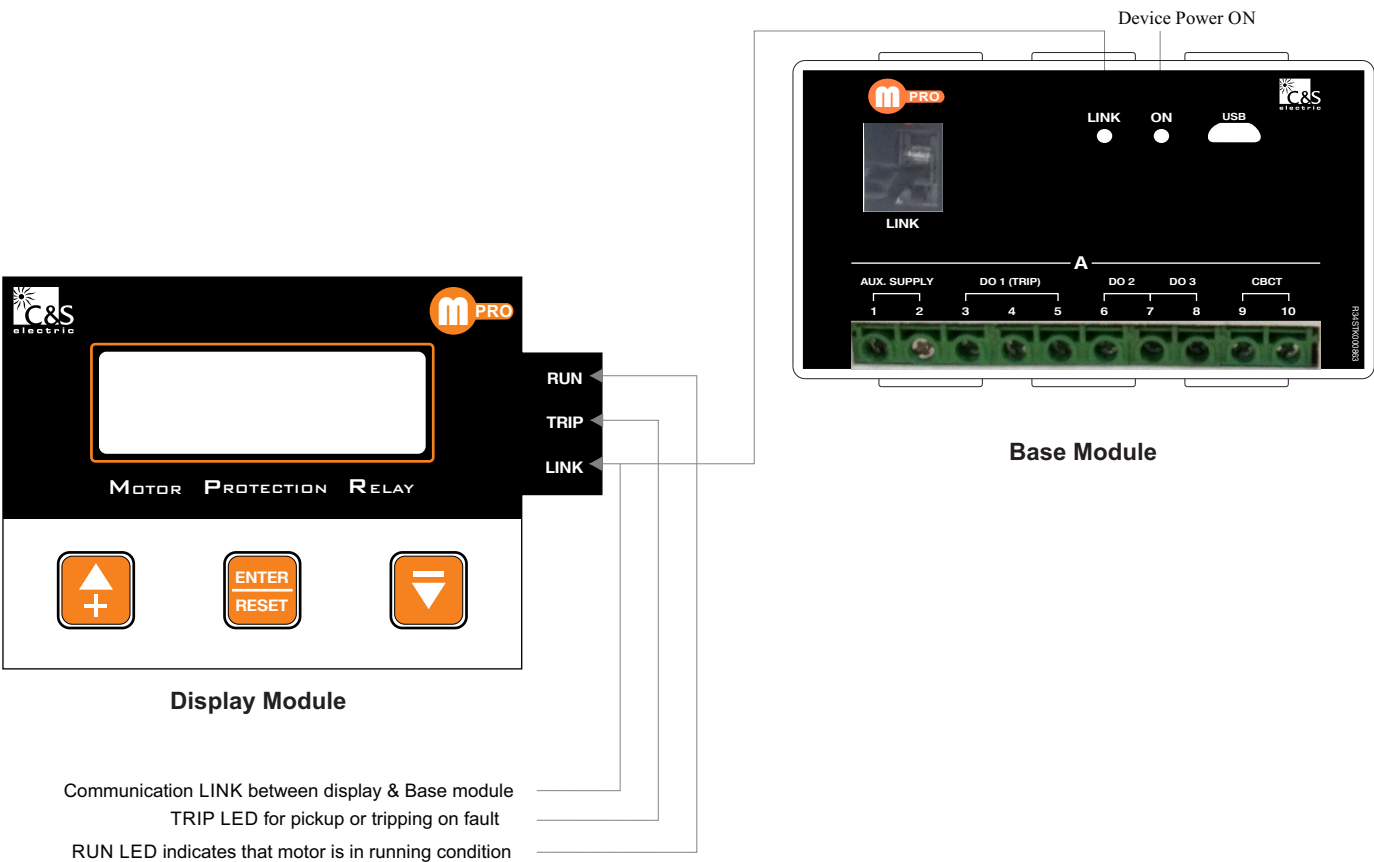 Device Power ON
m PRO
C&S
electric
LINK ON USB
LINK
A
AUX. SUPPLY DO 1 (TRIP) DO 2 DO 3 CBCT
1 2 3 4 5 6 7 8 9 10
R34STK000863
Base Module
C&S
electric
m PRO
RUN
TRIP
LINK
MOTOR PROTECTION RELAY
+
ENTER
RESET
Display Module
Communication LINK between display & Base module
TRIP LED for pickup or tripping on fault
RUN LED indicates that motor is in running condition